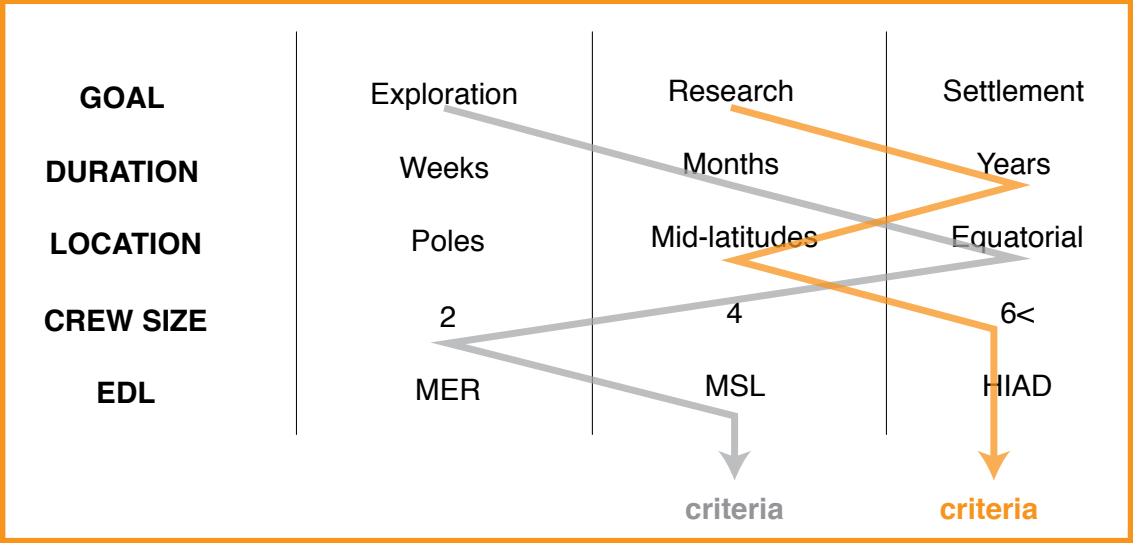 GOAL Exploration Research Settlement
DURATION Weeks Months Years
LOCATION Poles Mid-latitudes Equatorial
CREW SIZE 2 4 6<
EDL MER MSL HIAD
criteria criteria